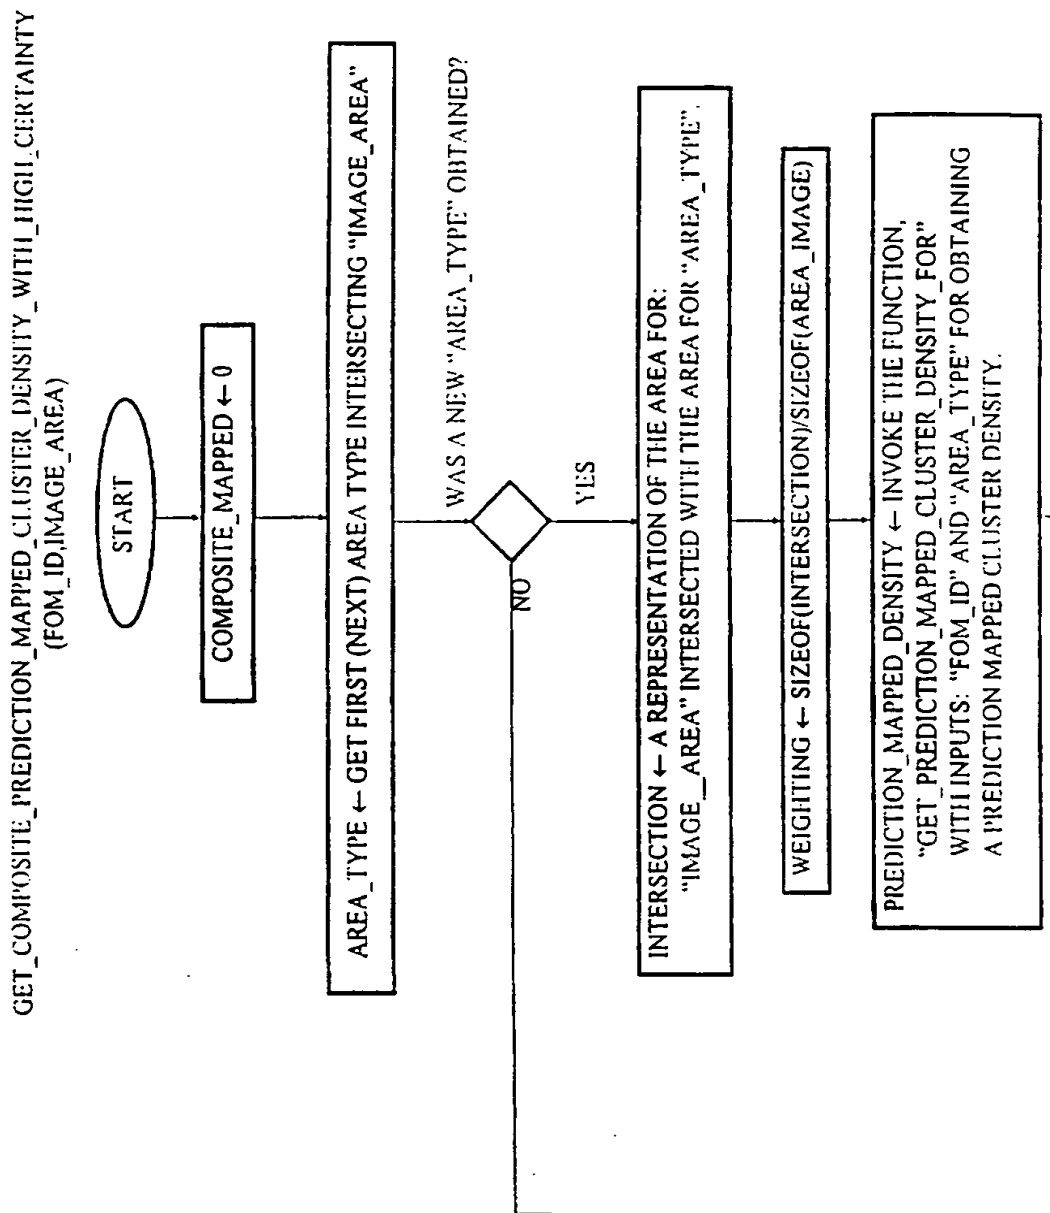 GET_COMPOSITE_PREDICTION_MAPPED_CLUSTER_DENSITY_WITH_HIGH_CERTAINTY
(FOM_ID,IMAGE_AREA)
START
COMPOSITE_MAPPED ← 0
AREA_TYPE ← GET FIRST (NEXT) AREA TYPE INTERSECTING "IMAGE_AREA"
WAS A NEW "AREA_TYPE" OBTAINED?
NO
YES
INTERSECTION ← A REPRESENTATION OF THE AREA FOR:
"IMAGE__AREA" INTERSECTED WITH THE AREA FOR "AREA_TYPE".
WEIGHTING ← SIZEOF(INTERSECTION)/SIZEOF(AREA_IMAGE)
PREDICTION_MAPPED_DENSITY ← INVOKE THE FUNCTION,
"GET_PREDICTION_MAPPED_CLUSTER_DENSITY_FOR"
WITH INPUTS: "FOM_ID" AND "AREA_TYPE" FOR OBTAINING
A PREDICTION MAPPED CLUSTER DENSITY.